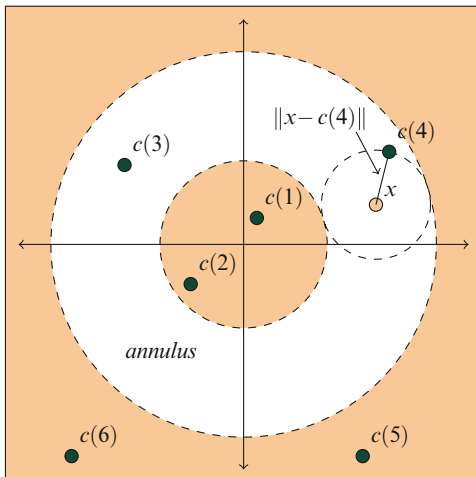 ‖x−c(4)‖
c(4)
c(3)
x
c(1)
c(2)
annulus
c(6)
c(5)